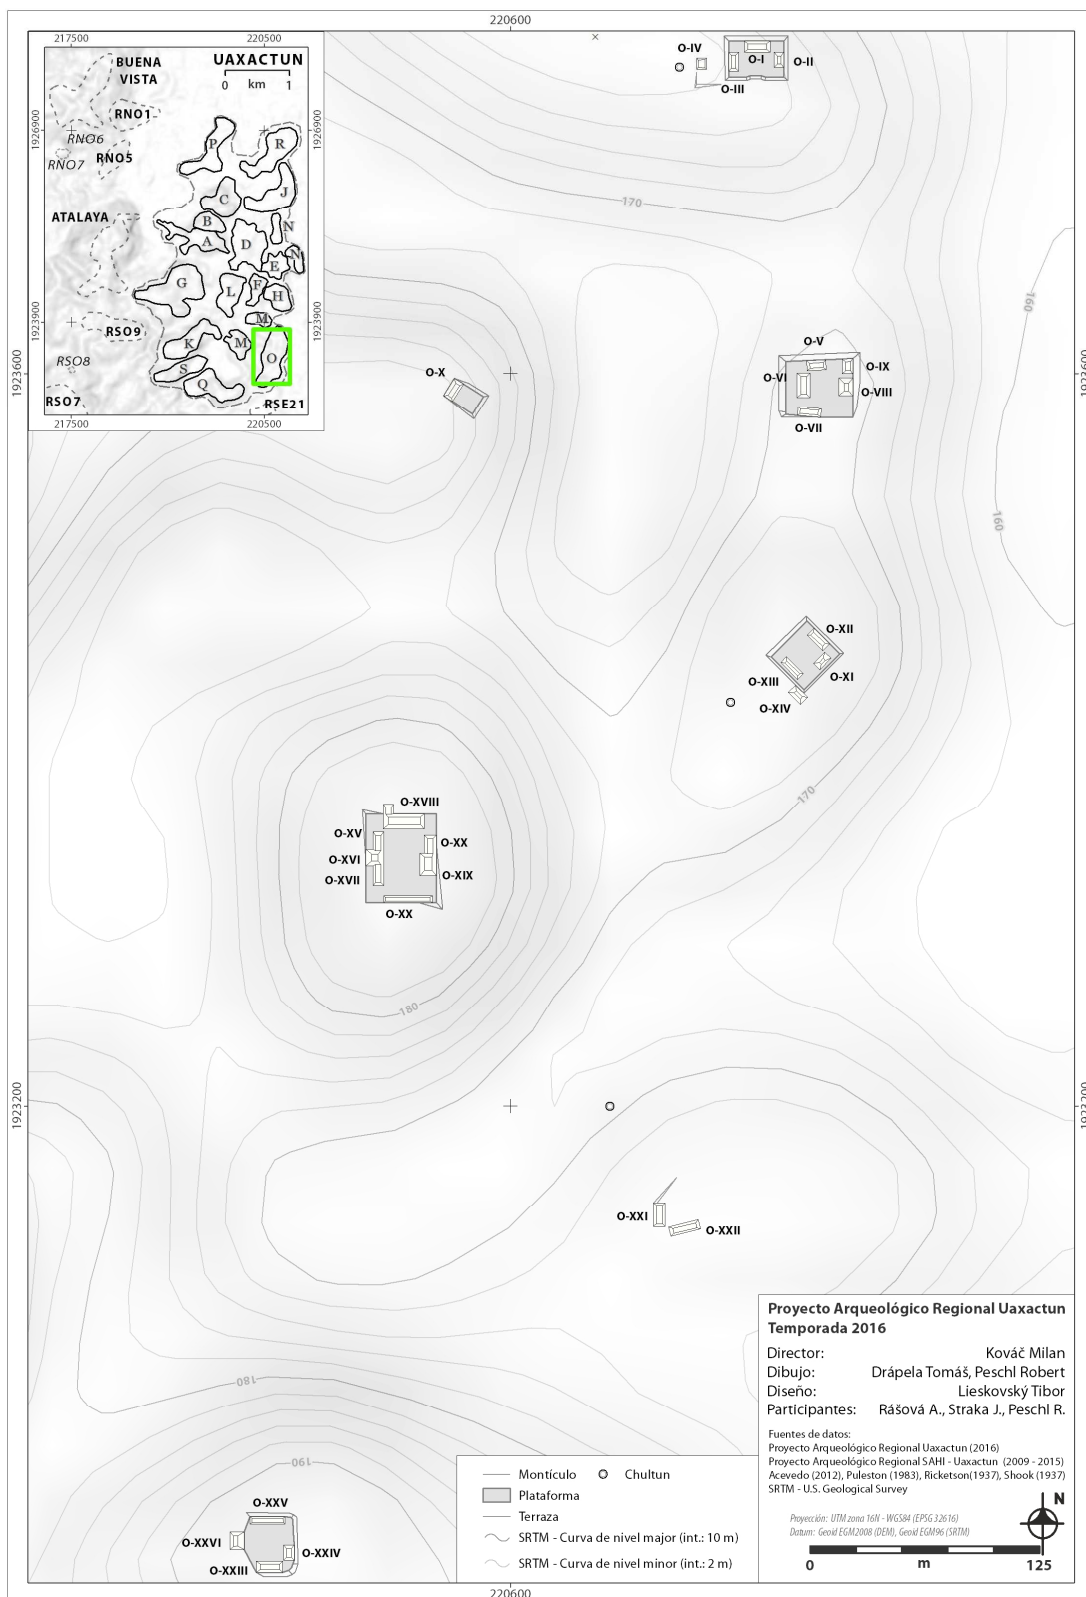 220600
217500
220500
UAXACTUN
0 km 1
BUENA
VISTA
RNO1
RNO6
RNO7
RNO5
ATALAYA
RSO9
RSO8
RSO7
RSE21
P
R
C
J
B
A
D
N
N
E
G
L
F
H
M
M
K
S
O
Q
1926900
1923900
1926900
1923900
217500
220500
O-IV
O-I
O-II
O-III
170
160
1923600
1923600
O-X
O-V
O-IX
O-VI
O-VIII
O-VII
160
O-XII
O-XI
O-XIII
O-XIV
170
O-XVIII
O-XV
O-XX
O-XVI
O-XIX
O-XVII
O-XX
180
1923200
1923200
O-XXI
O-XXII
180
190
O-XXV
O-XXVI
O-XXIV
O-XXIII
Proyecto Arqueológico Regional Uaxactun
Temporada 2016
Director: Kováč Milan
Dibujo: Drápela Tomáš, Peschl Robert
Diseño: Lieskovský Tibor
Participantes: Rášová A., Straka J., Peschl R.
Fuentes de datos:
Proyecto Arqueológico Regional Uaxactun (2016)
Proyecto Arqueológico Regional SAHI - Uaxactun (2009 - 2015)
Acevedo (2012), Puleston (1983), Ricketson(1937), Shook (1937)
SRTM - U.S. Geological Survey
Proyección: UTM zona 16N - WGS84 (EPSG 32616)
Datum: Geoid EGM2008 (DEM), Geoid EGM96 (SRTM)
N
0 m 125
Montículo
Chultun
Plataforma
Terraza
SRTM - Curva de nivel major (int.: 10 m)
SRTM - Curva de nivel minor (int.: 2 m)
220600